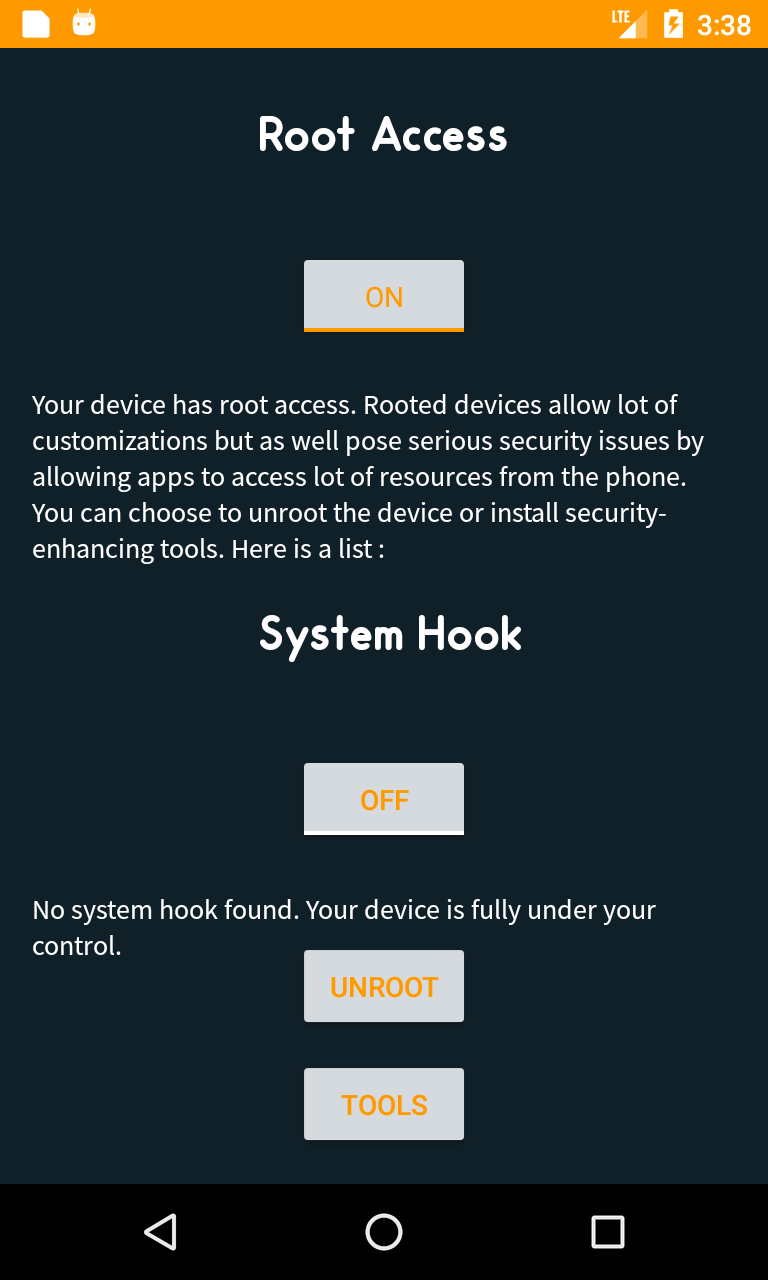 LTE 3:38
Root Access
ON
Your device has root access. Rooted devices allow lot of
customizations but as well pose serious security issues by
allowing apps to access lot of resources from the phone.
You can choose to unroot the device or install security-
enhancing tools. Here is a list :
System Hook
OFF
No system hook found. Your device is fully under your
control.
UNROOT
TOOLS